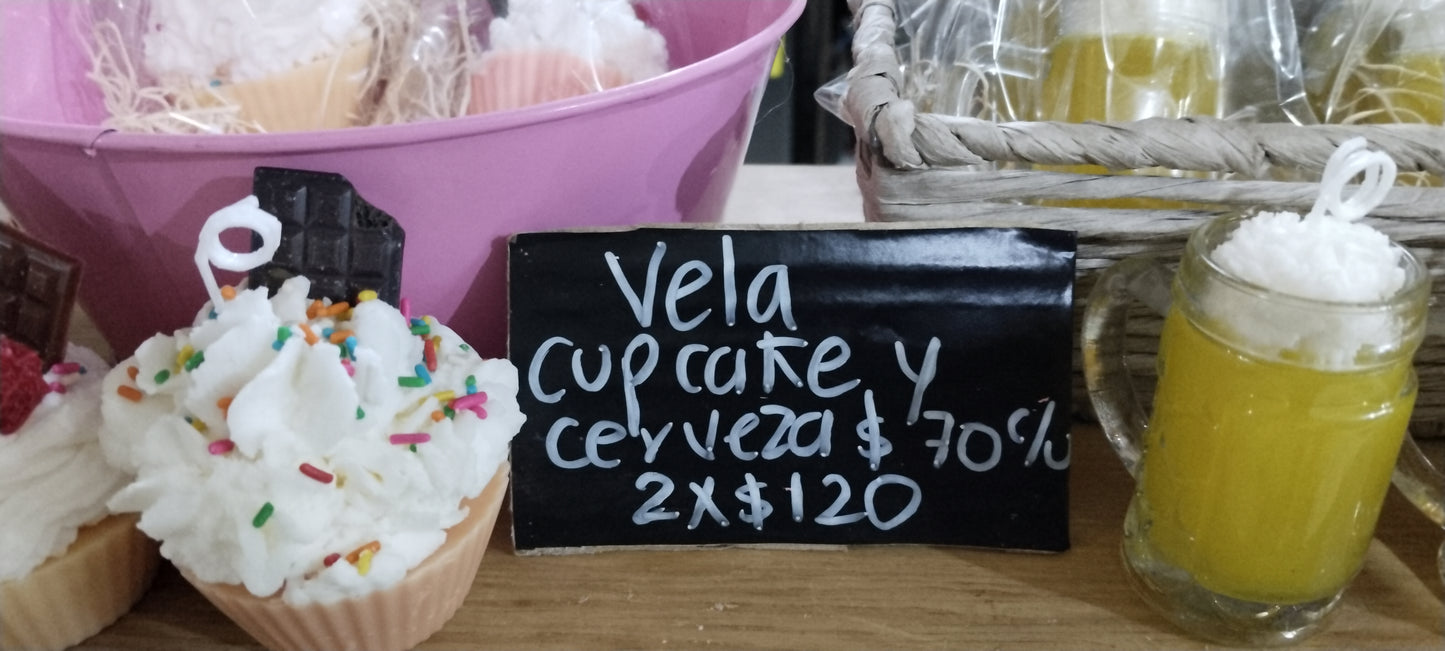 Vela
cupcake y
cerveza $70 c/u
2x$120